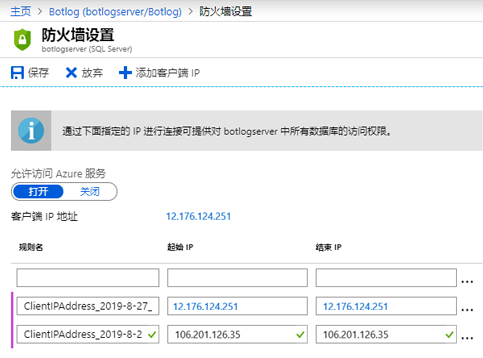 主页 > Botlog (botlogserver/Botlog) > 防火墙设置
防火墙设置
botlogserver (SQL Server)
保存 放弃 添加客户端 IP
通过下面指定的 IP 进行连接可提供对 botlogserver 中所有数据库的访问权限。
允许访问 Azure 服务
打开 关闭
客户端 IP 地址 12.176.124.251
规则名 起始 IP 结束 IP
...
ClientIPAddress_2019-8-27_ 12.176.124.251 12.176.124.251 ...
ClientIPAddress_2019-8-2 106.201.126.35 106.201.126.35 ...